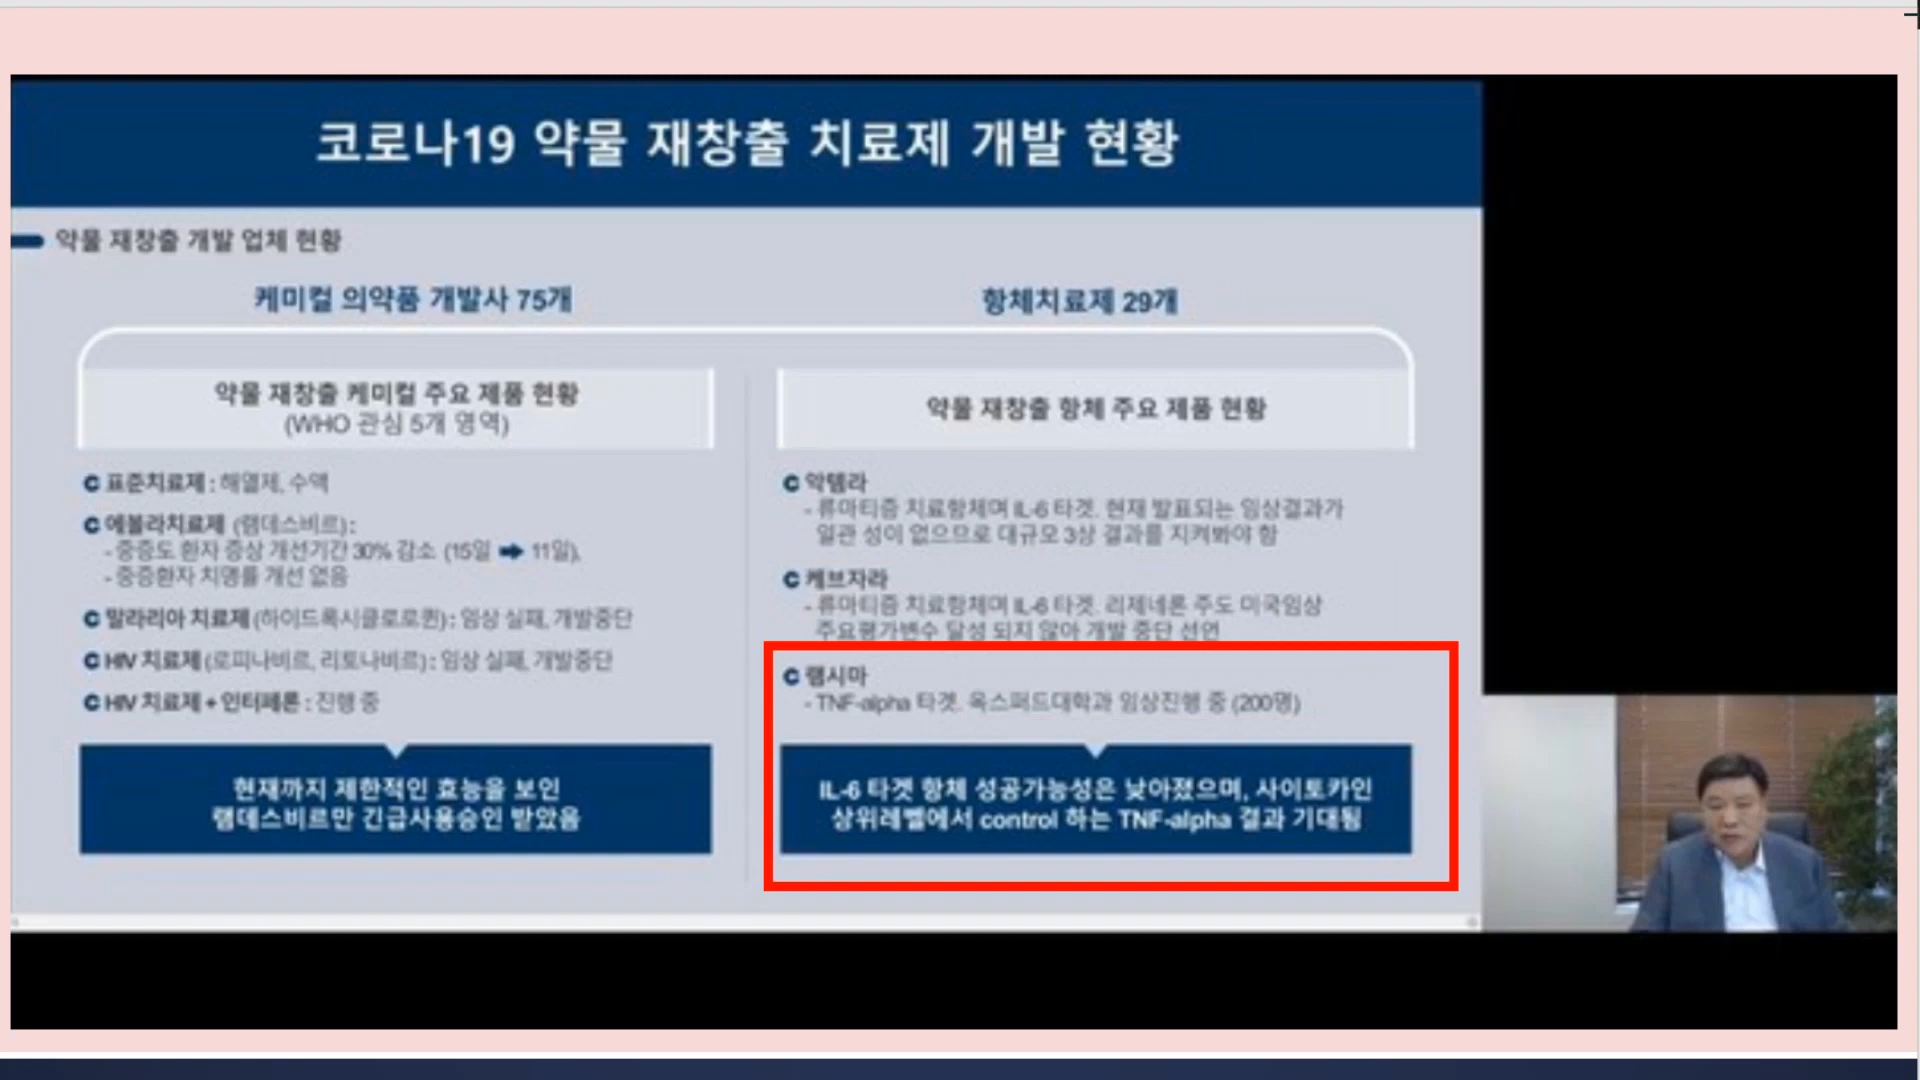 코로나19 약물 재창출 치료제 개발 현황
약물 재창출 개발 업체 현황
케미컬 의약품 개발사 75개
약물 재창출 케미컬 주요 제품 현황
(WHO 관심 5개 영역)
표준치료제 : 해열제, 수액
에볼라치료제 (램데스비르) :
- 중증도 환자 증상 개선기간 30% 감소 (15일 ➡ 11일),
- 중증환자 치명률 개선 없음
말라리아 치료제 (하이드록시클로로퀸) : 임상 실패, 개발중단
HIV 치료제 (로피나비르, 리토나비르) : 임상 실패, 개발중단
HIV 치료제 + 인터페론 : 진행 중
현재까지 제한적인 효능을 보인
램데스비르만 긴급사용승인 받았음
항체치료제 29개
약물 재창출 항체 주요 제품 현황
악템라
- 류마티즘 치료항체며 IL-6 타겟. 현재 발표되는 임상결과가
일관 성이 없으므로 대규모 3상 결과를 지켜봐야 함
케브자라
- 류마티즘 치료항체며 IL-6 타겟. 리제네론 주도 미국임상
주요평가변수 달성 되지 않아 개발 중단 선언
램시마
- TNF-alpha 타겟. 옥스퍼드대학과 임상진행 중 (200명)
IL-6 타겟 항체 성공가능성은 낮아졌으며, 사이토카인
상위레벨에서 control 하는 TNF-alpha 결과 기대됨